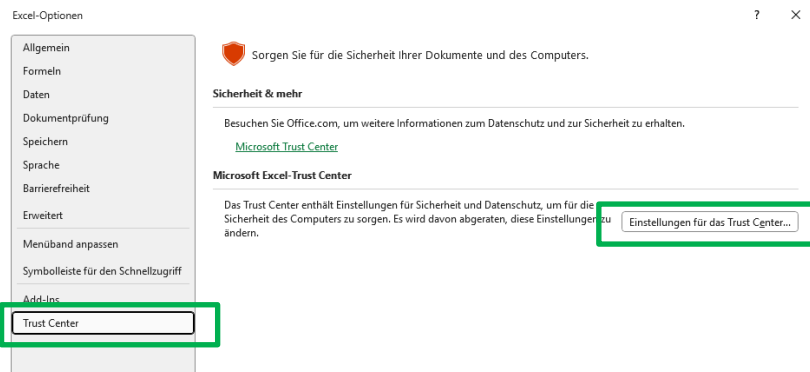 Excel-Optionen
?
Allgemein
Formeln
Daten
Dokumentprüfung
Speichern
Sprache
Barrierefreiheit
Erweitert
Menüband anpassen
Symbolleiste für den Schnellzugriff
Add-Ins
Trust Center
Sorgen Sie für die Sicherheit Ihrer Dokumente und des Computers.
Sicherheit & mehr
Besuchen Sie Office.com, um weitere Informationen zum Datenschutz und zur Sicherheit zu erhalten.
Microsoft Trust Center
Microsoft Excel-Trust Center
Das Trust Center enthält Einstellungen für Sicherheit und Datenschutz, um für die
Sicherheit des Computers zu sorgen. Es wird davon abgeraten, diese Einstellungen zu
ändern.
Einstellungen für das Trust Center...